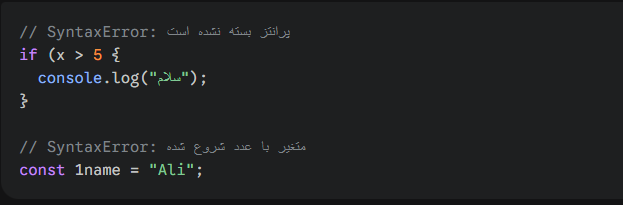 // SyntaxError: پرانتز بسته نشده است
if (x > 5 {
  console.log("سلام");
}
// SyntaxError: متغیر با عدد شروع شده
const 1name = "Ali";